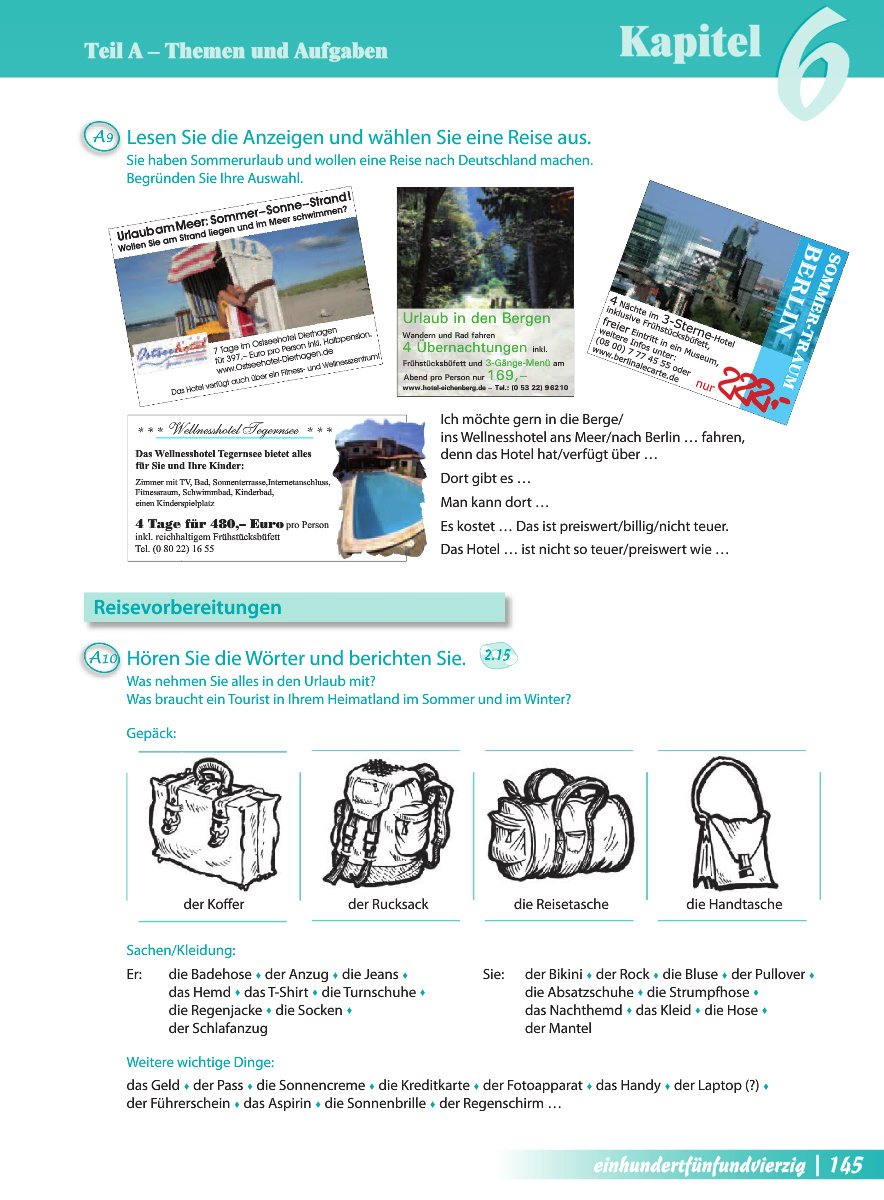 Teil A – Themen und Aufgaben
Kapitel 6
A9 Lesen Sie die Anzeigen und wählen Sie eine Reise aus.
Sie haben Sommerurlaub und wollen eine Reise nach Deutschland machen.
Begründen Sie Ihre Auswahl.
Urlaub am Meer: Sommer–Sonne–Strand!
Wollen Sie am Strand liegen und im Meer schwimmen?
Ostseehotel
7 Tage im Ostseehotel Dierhagen
für 397,– Euro pro Person inkl. Halbpension,
www.Ostseehotel-Dierhagen.de
Das Hotel verfügt auch über ein Fitness- und Wellnesszentrum!
Urlaub in den Bergen
Wandern und Rad fahren
4 Übernachtungen inkl.
Frühstücksbüfett und 3-Gänge-Menü am
Abend pro Person nur 169,–
www.hotel-eichenberg.de – Tel.: (0 53 22) 9 62 10
SOMMER-TRAUM
BERLIN
4 Nächte im 3-Sterne-Hotel
inklusive Frühstücksbüfett,
freier Eintritt in ein Museum,
weitere Infos unter:
(08 00) 7 77 45 55 oder
www.berlinalecarte.de
nur 222,-
* * * Wellnesshotel Tegernsee * * *
Das Wellnesshotel Tegernsee bietet alles
für Sie und Ihre Kinder:
Zimmer mit TV, Bad, Sonnenterrasse,Internetanschluss,
Fitnessraum, Schwimmbad, Kinderbad,
einen Kinderspielplatz
4 Tage für 480,– Euro pro Person
inkl. reichhaltigem Frühstücksbüfett
Tel. (0 80 22) 16 55
Ich möchte gern in die Berge/
ins Wellnesshotel ans Meer/nach Berlin … fahren,
denn das Hotel hat/verfügt über …
Dort gibt es …
Man kann dort …
Es kostet … Das ist preiswert/billig/nicht teuer.
Das Hotel … ist nicht so teuer/preiswert wie …
Reisevorbereitungen
A10 Hören Sie die Wörter und berichten Sie. 2.15
Was nehmen Sie alles in den Urlaub mit?
Was braucht ein Tourist in Ihrem Heimatland im Sommer und im Winter?
Gepäck:
der Koffer
der Rucksack
die Reisetasche
die Handtasche
Sachen/Kleidung:
Er: die Badehose ♦ der Anzug ♦ die Jeans ♦
das Hemd ♦ das T-Shirt ♦ die Turnschuhe ♦
die Regenjacke ♦ die Socken ♦
der Schlafanzug
Sie: der Bikini ♦ der Rock ♦ die Bluse ♦ der Pullover ♦
die Absatzschuhe ♦ die Strumpfhose ♦
das Nachthemd ♦ das Kleid ♦ die Hose ♦
der Mantel
Weitere wichtige Dinge:
das Geld ♦ der Pass ♦ die Sonnencreme ♦ die Kreditkarte ♦ der Fotoapparat ♦ das Handy ♦ der Laptop (?) ♦
der Führerschein ♦ das Aspirin ♦ die Sonnenbrille ♦ der Regenschirm …
einhundertfünfundvierzig | 145